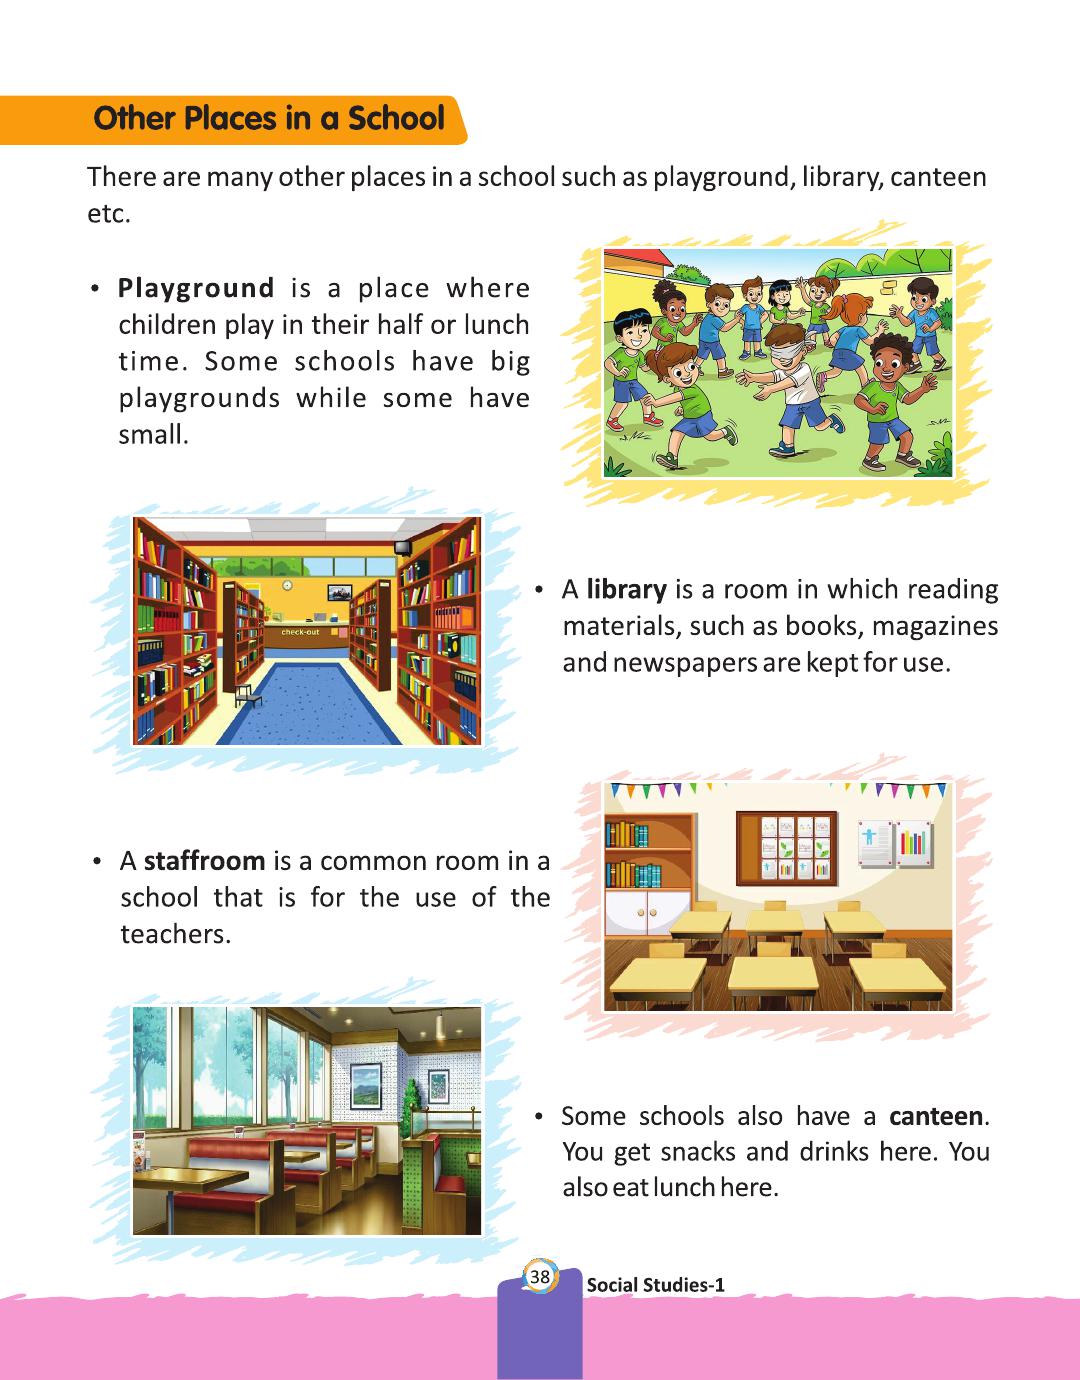 Other Places in a School
There are many other places in a school such as playground, library, canteen
etc.
• Playground is a place where
children play in their half or lunch
time. Some schools have big
playgrounds while some have
small.
check-out
• A library is a room in which reading
materials, such as books, magazines
and newspapers are kept for use.
• A staffroom is a common room in a
school that is for the use of the
teachers.
• Some schools also have a canteen.
You get snacks and drinks here. You
also eat lunch here.
38
Social Studies-1